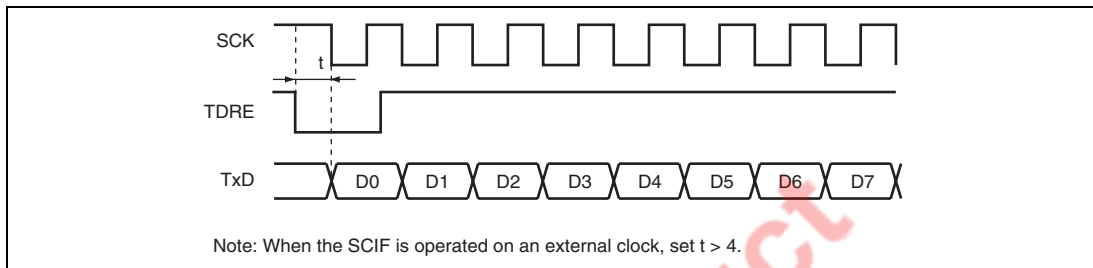 SCK
t
TDRE
TxD D0 D1 D2 D3 D4 D5 D6 D7
Note: When the SCIF is operated on an external clock, set t > 4.